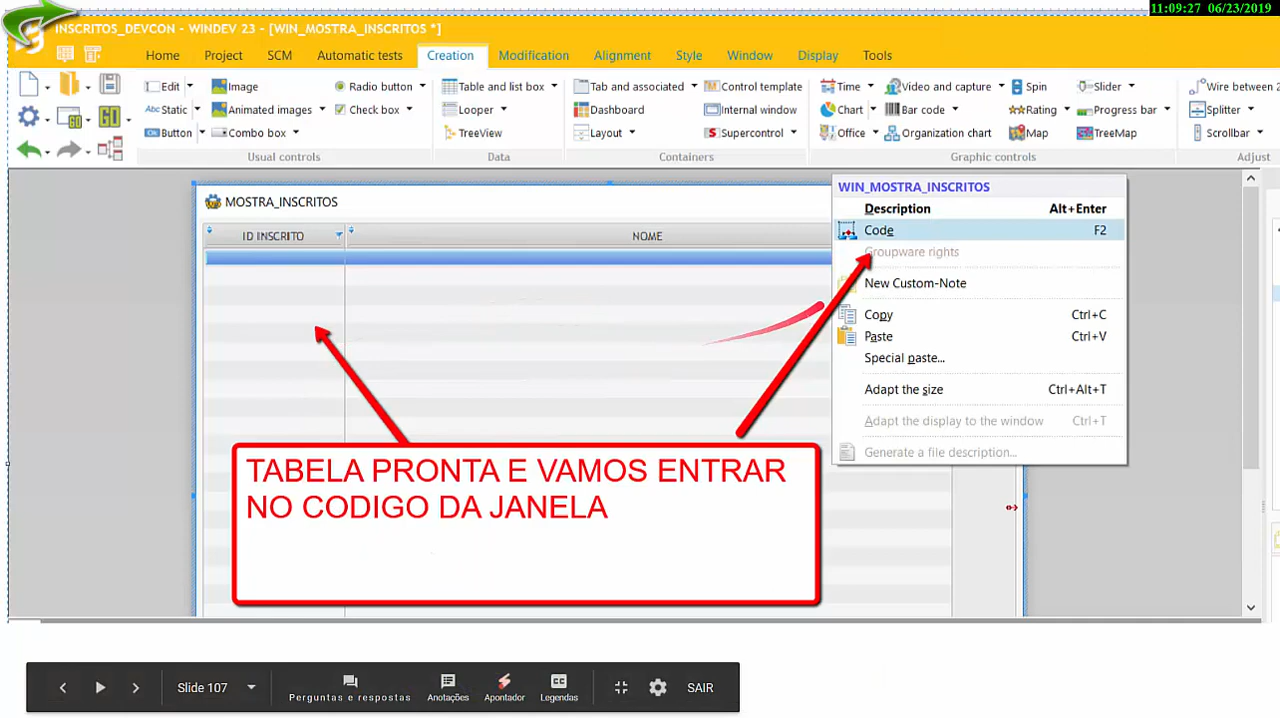 11:09:27 06/23/2019
INSCRITOS_DEVCON - WINDEV 23 - [WIN_MOSTRA_INSCRITOS *]
Home Project SCM Automatic tests Creation Modification Alignment Style Window Display Tools
Edit Image Radio button Table and list box Tab and associated Control template Time Video and capture Spin Slider Wire between 2
Static Animated images Check box Looper Dashboard Internal window Chart Bar code Rating Progress bar Splitter
Button Combo box TreeView Layout Supercontrol Office Organization chart Map TreeMap Scrollbar
Usual controls Data Containers Graphic controls Adjust
MOSTRA_INSCRITOS
ID INSCRITO NOME
WIN_MOSTRA_INSCRITOS
Description Alt+Enter
Code F2
Groupware rights
New Custom-Note
Copy Ctrl+C
Paste Ctrl+V
Special paste...
Adapt the size Ctrl+Alt+T
Adapt the display to the window Ctrl+T
Generate a file description...
TABELA PRONTA E VAMOS ENTRAR
NO CODIGO DA JANELA
Slide 107 Perguntas e respostas Anotações Apontador Legendas SAIR